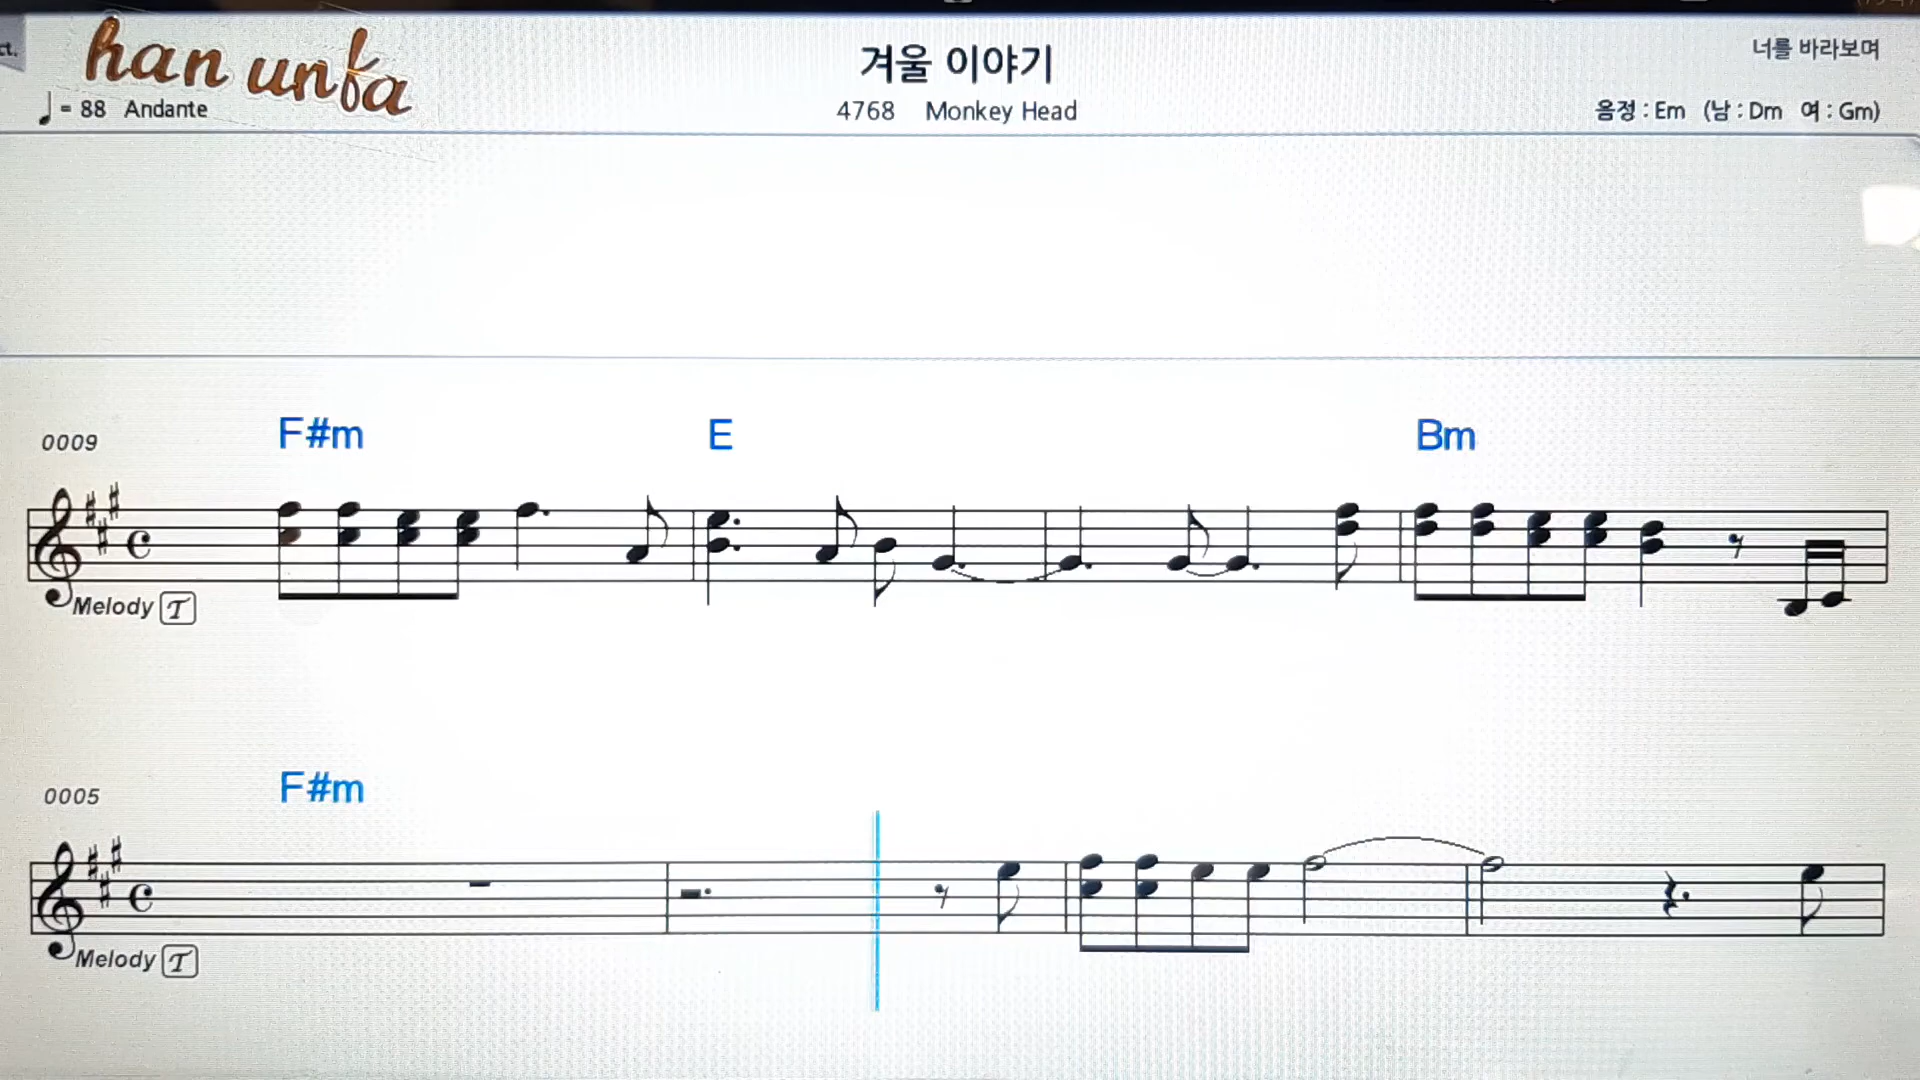 ct.
han unfa
겨울 이야기
너를 바라보며
= 88 Andante
4768 Monkey Head
음정 : Em (남 : Dm 여 : Gm)
F#m E Bm
0009
Melody T
F#m
0005
Melody T